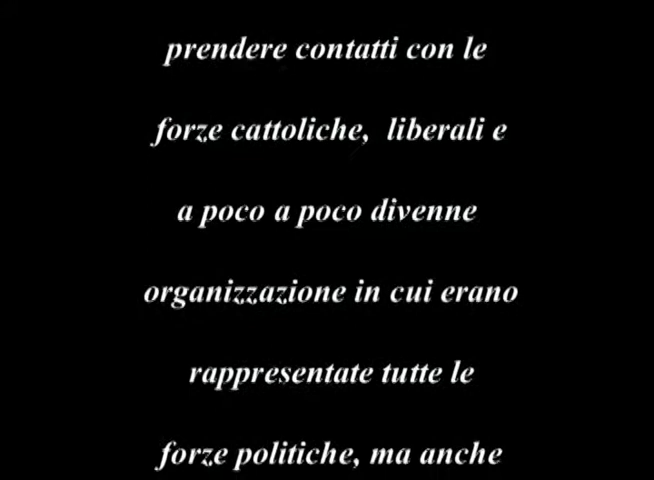 prendere contatti con le
forze cattoliche,  liberali e
a poco a poco divenne
organizzazione in cui erano
rappresentate tutte le
forze politiche, ma anche